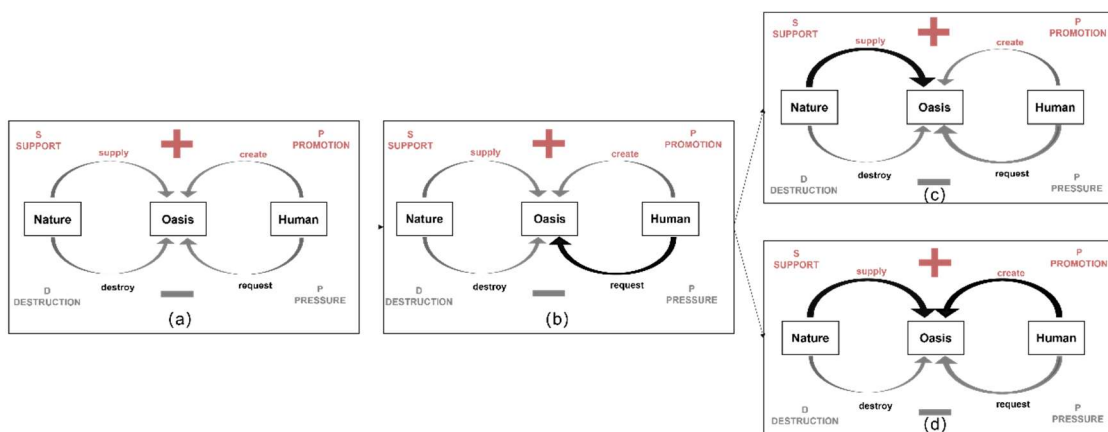 S
SUPPORT
P
PROMOTION
supply
create
Nature
Oasis
Human
D
DESTRUCTION
destroy
request
P
PRESSURE
(a)
S
SUPPORT
P
PROMOTION
supply
create
Nature
Oasis
Human
D
DESTRUCTION
destroy
request
P
PRESSURE
(b)
S
SUPPORT
P
PROMOTION
supply
create
Nature
Oasis
Human
D
DESTRUCTION
destroy
request
P
PRESSURE
(c)
S
SUPPORT
P
PROMOTION
supply
create
Nature
Oasis
Human
D
DESTRUCTION
destroy
request
P
PRESSURE
(d)